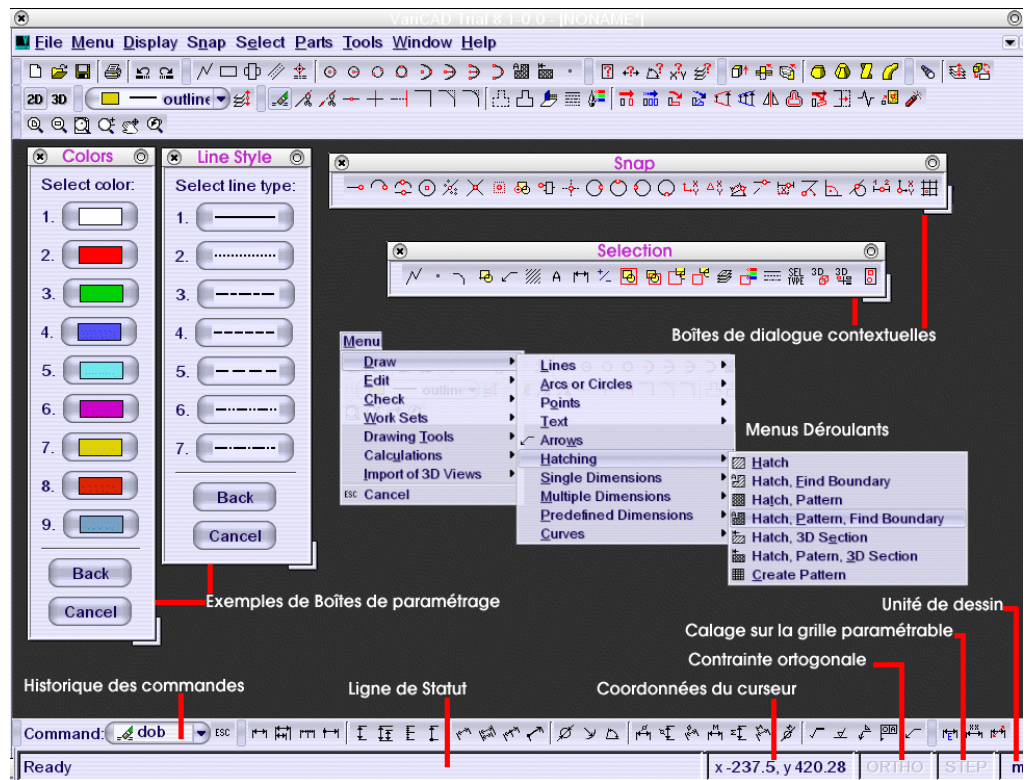 VariCAD Trial 8.1-0.0 - [NONAME*]
File Menu Display Snap Select Parts Tools Window Help
2D 3D outline
Colors
Select color:
1.
2.
3.
4.
5.
6.
7.
8.
9.
Back
Cancel
Line Style
Select line type:
1.
2.
3.
4.
5.
6.
7.
Back
Cancel
Snap
Selection
SEL TYPE 3D 3D
Boîtes de dialogue contextuelles
Menu
Draw
Edit
Check
Work Sets
Drawing Tools
Calculations
Import of 3D Views
ESC Cancel
Lines
Arcs or Circles
Points
Text
Arrows
Hatching
Single Dimensions
Multiple Dimensions
Predefined Dimensions
Curves
Menus Déroulants
Hatch
Hatch, Find Boundary
Hatch, Pattern
Hatch, Pattern, Find Boundary
Hatch, 3D Section
Hatch, Patern, 3D Section
Create Pattern
Exemples de Boîtes de paramétrage
Unité de dessin
Calage sur la grille paramétrable
Contrainte ortogonale
Historique des commandes
Ligne de Statut
Coordonnées du curseur
Command: dob ESC
Ready
x -237.5, y 420.28 ORTHO STEP m